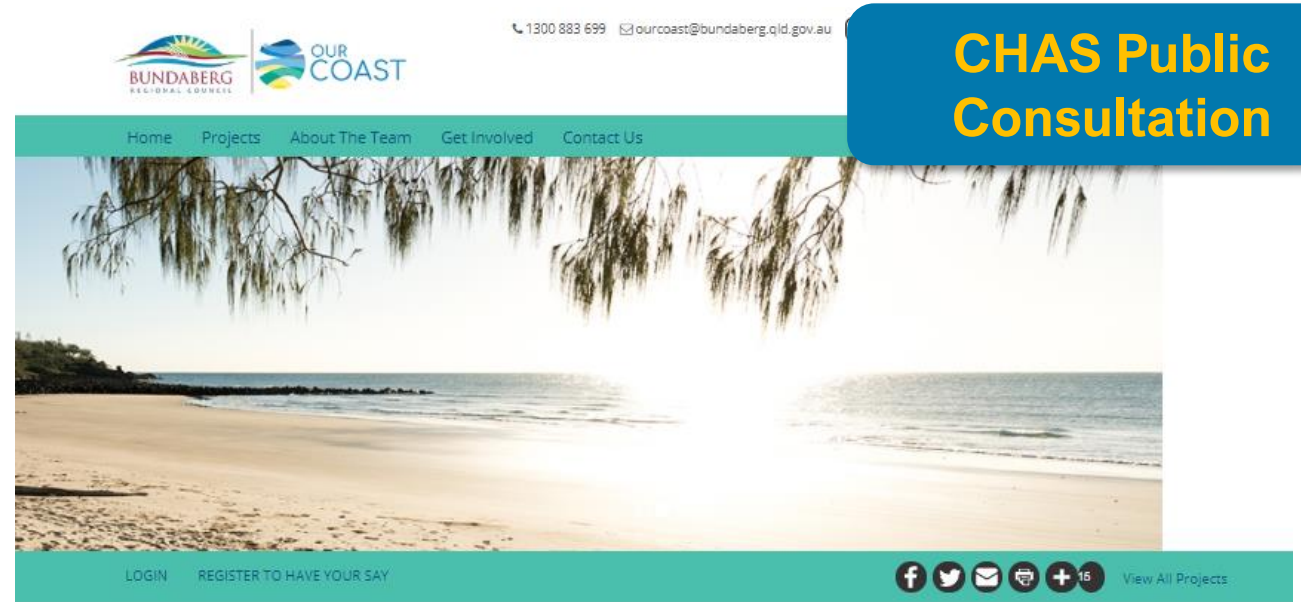 1300 883 699 ourcoast@bundaberg.qld.gov.au
CHAS Public
Consultation
BUNDABERG
REGIONAL COUNCIL
OUR
COAST
Home Projects About The Team Get Involved Contact Us
LOGIN REGISTER TO HAVE YOUR SAY
15 View All Projects